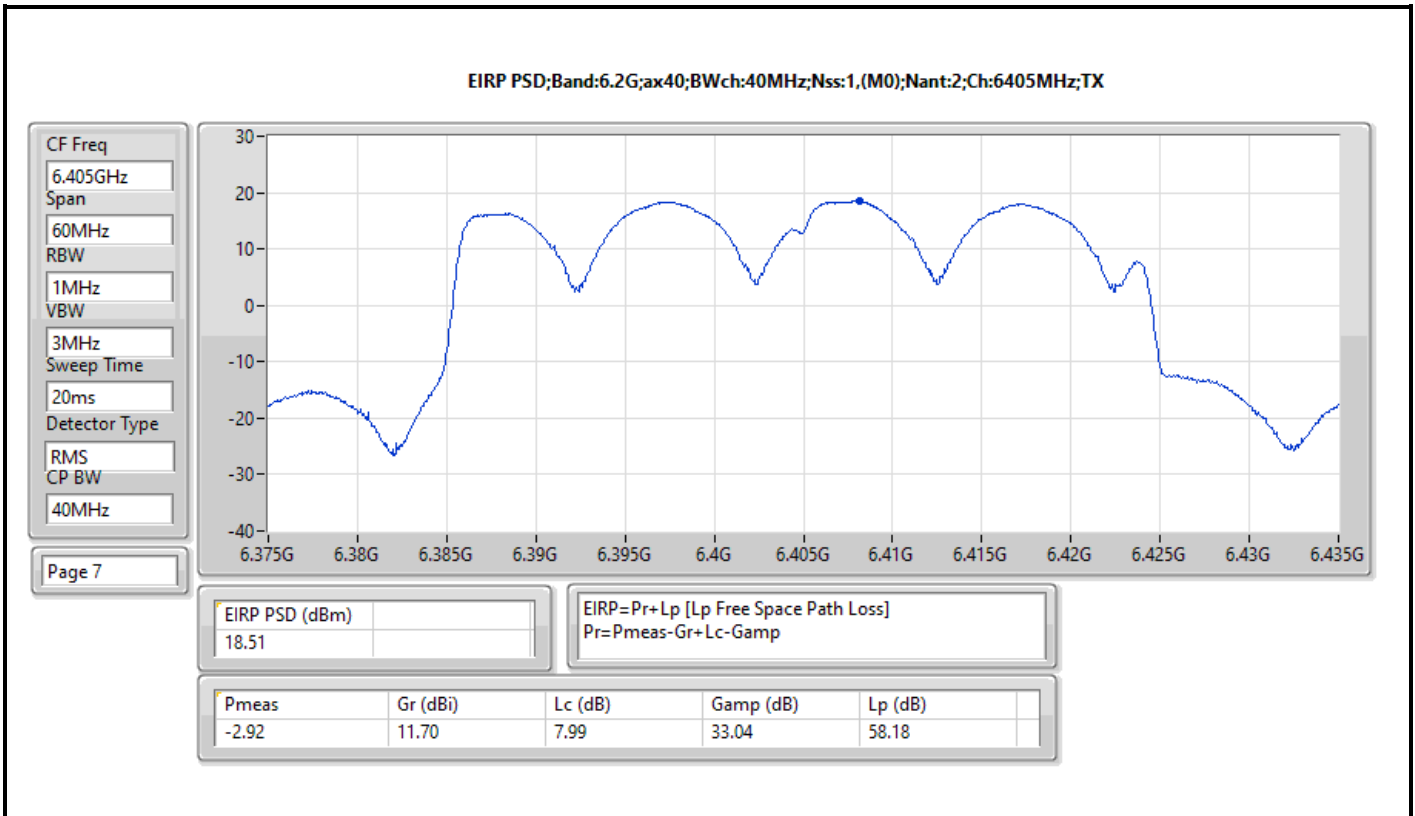 EIRP PSD;Band:6.2G;ax40;BWch:40MHz;Nss:1,(M0);Nant:2;Ch:6405MHz;TX
CF Freq
6.405GHz
Span
60MHz
RBW
1MHz
VBW
3MHz
Sweep Time
20ms
Detector Type
RMS
CP BW
40MHz
Page 7
30
20
10
0
-10
-20
-30
-40
6.375G 6.38G 6.385G 6.39G 6.395G 6.4G 6.405G 6.41G 6.415G 6.42G 6.425G 6.43G 6.435G
EIRP PSD (dBm)
18.51
EIRP=Pr+Lp [Lp Free Space Path Loss]
Pr=Pmeas-Gr+Lc-Gamp
Pmeas Gr (dBi) Lc (dB) Gamp (dB) Lp (dB)
-2.92 11.70 7.99 33.04 58.18